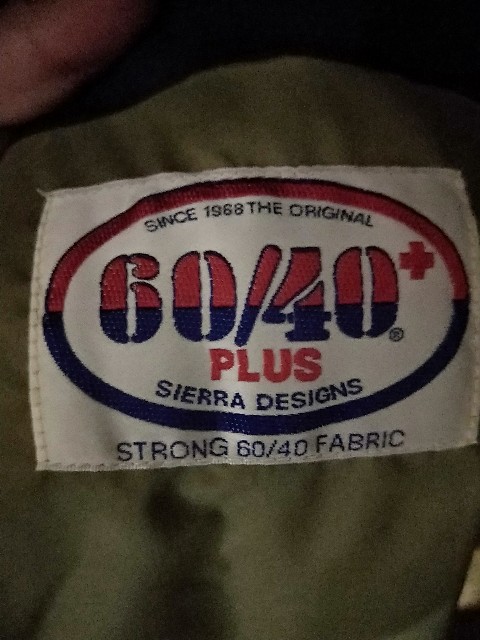 SINCE 1968 THE ORIGINAL
60/40+®
PLUS
SIERRA DESIGNS
STRONG 60/40 FABRIC